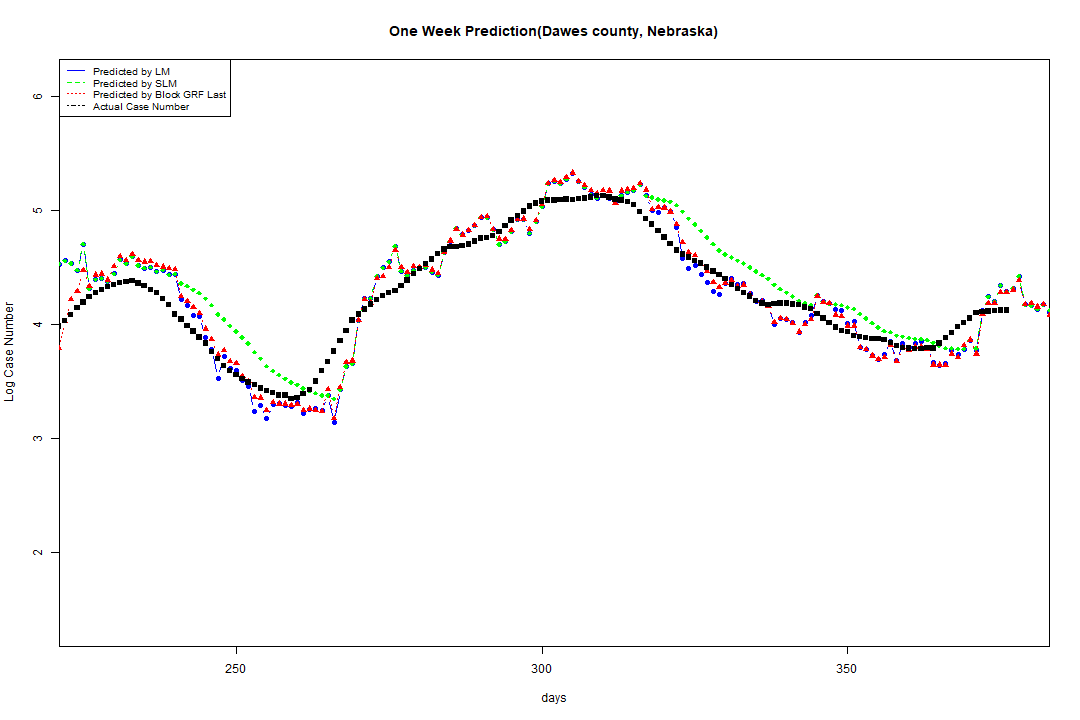 One Week Prediction(Dawes county, Nebraska)
Predicted by LM
Predicted by SLM
Predicted by Block GRF Last
Actual Case Number
6
5
4
3
2
Log Case Number
250
300
350
days